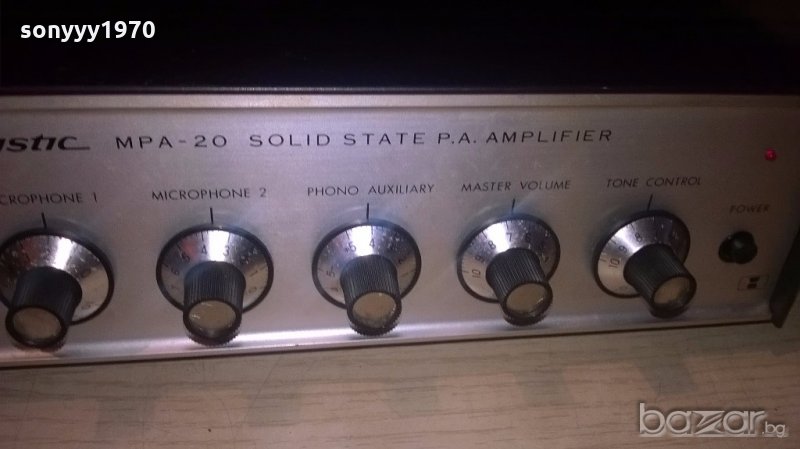 sonyyy1970
ustic MPA-20 SOLID STATE P.A. AMPLIFIER
CROPHONE 1 MICROPHONE 2 PHONO AUXILIARY MASTER VOLUME TONE CONTROL
POWER
bazar.bg